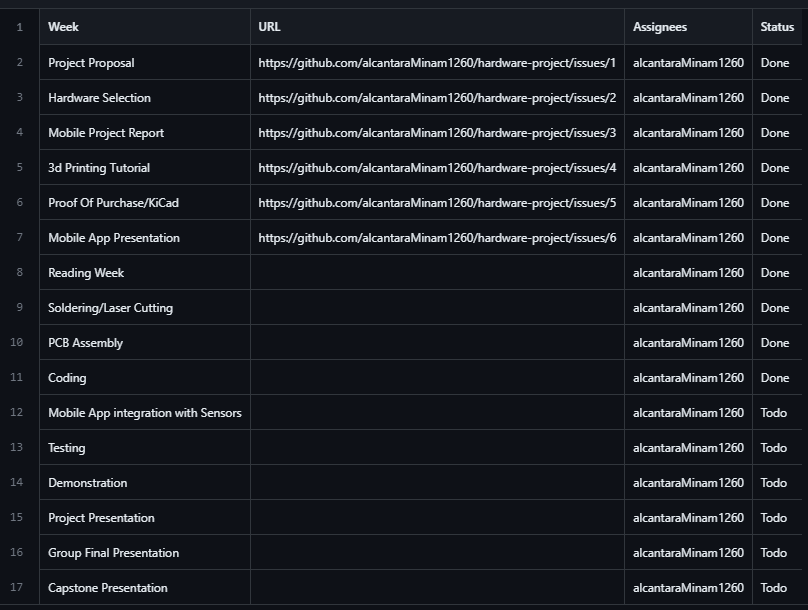 1 Week URL Assignees Status
2 Project Proposal https://github.com/alcantaraMinam1260/hardware-project/issues/1 alcantaraMinam1260 Done
3 Hardware Selection https://github.com/alcantaraMinam1260/hardware-project/issues/2 alcantaraMinam1260 Done
4 Mobile Project Report https://github.com/alcantaraMinam1260/hardware-project/issues/3 alcantaraMinam1260 Done
5 3d Printing Tutorial https://github.com/alcantaraMinam1260/hardware-project/issues/4 alcantaraMinam1260 Done
6 Proof Of Purchase/KiCad https://github.com/alcantaraMinam1260/hardware-project/issues/5 alcantaraMinam1260 Done
7 Mobile App Presentation https://github.com/alcantaraMinam1260/hardware-project/issues/6 alcantaraMinam1260 Done
8 Reading Week alcantaraMinam1260 Done
9 Soldering/Laser Cutting alcantaraMinam1260 Done
10 PCB Assembly alcantaraMinam1260 Done
11 Coding alcantaraMinam1260 Done
12 Mobile App integration with Sensors alcantaraMinam1260 Todo
13 Testing alcantaraMinam1260 Todo
14 Demonstration alcantaraMinam1260 Todo
15 Project Presentation alcantaraMinam1260 Todo
16 Group Final Presentation alcantaraMinam1260 Todo
17 Capstone Presentation alcantaraMinam1260 Todo